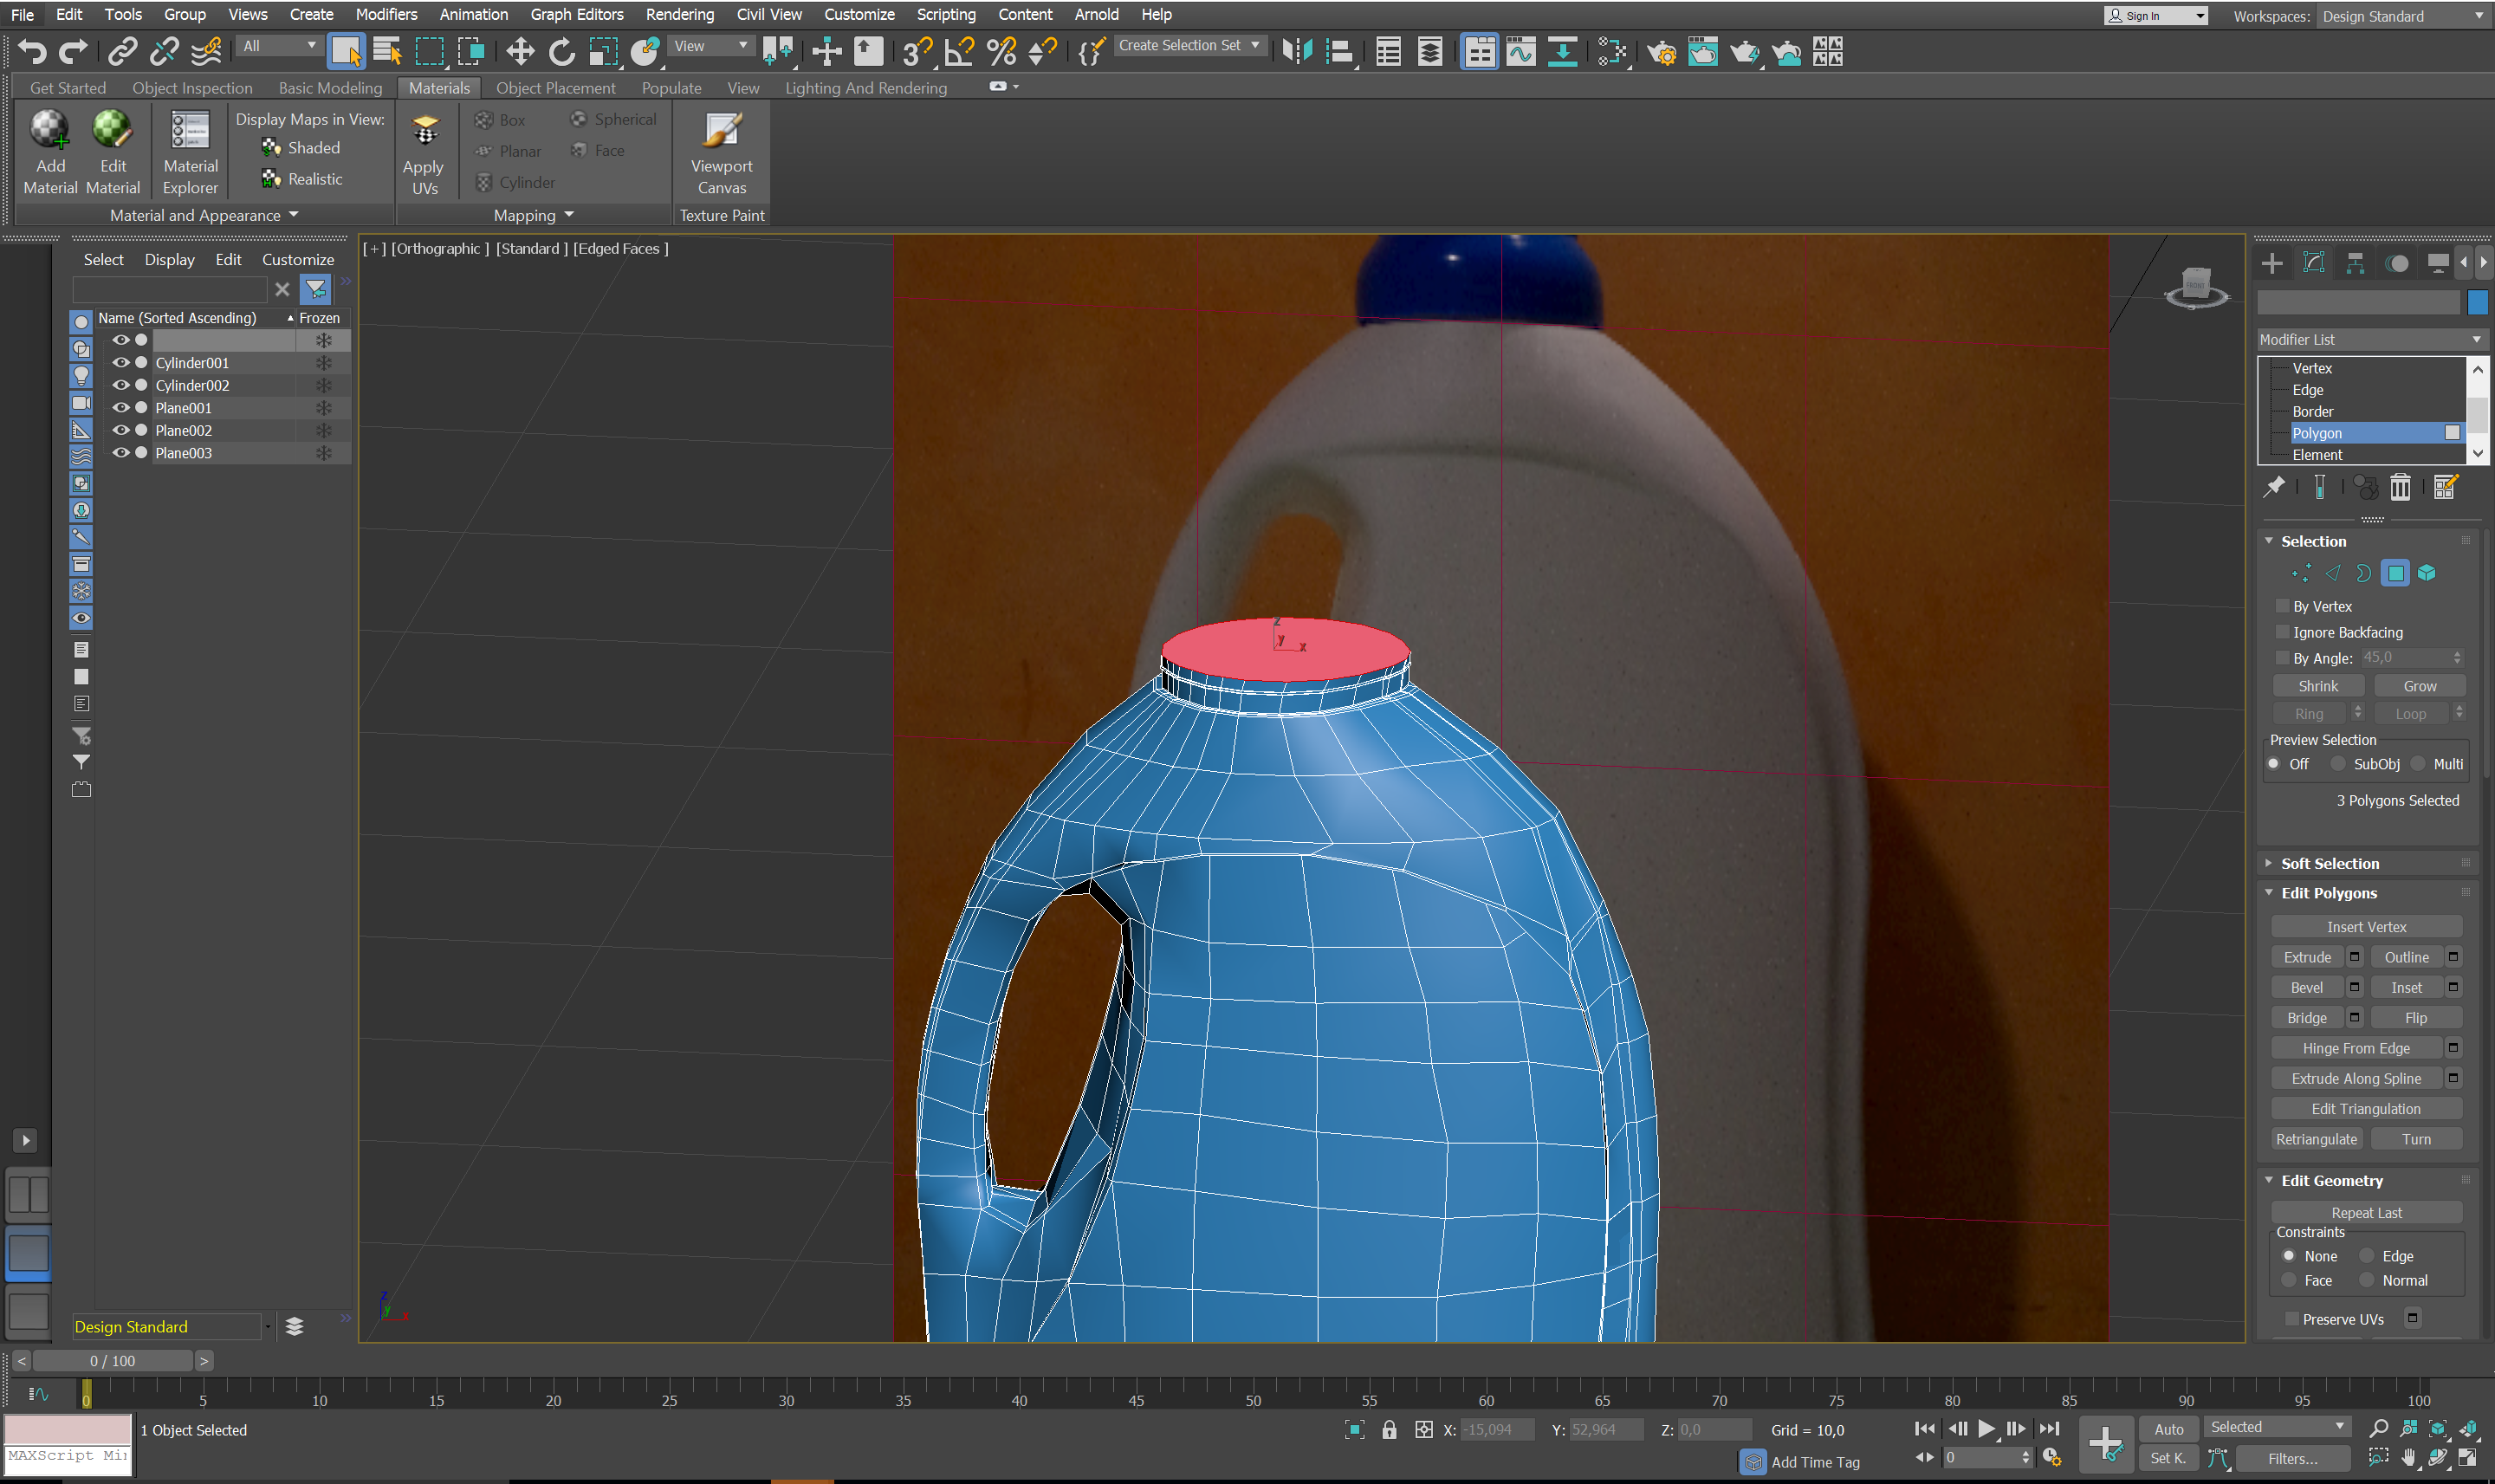 File Edit Tools Group Views Create Modifiers Animation Graph Editors Rendering Civil View Customize Scripting Content Arnold Help
Sign In Workspaces: Design Standard
All View Create Selection Set
Get Started Object Inspection Basic Modeling Materials Object Placement Populate View Lighting And Rendering
Add Material
Edit Material
Material Explorer
Display Maps in View:
Shaded
Realistic
Apply UVs
Box Spherical
Planar Face
Cylinder
Viewport Canvas
Material and Appearance Mapping Texture Paint
Select Display Edit Customize
Name (Sorted Ascending) Frozen
Cylinder001
Cylinder002
Plane001
Plane002
Plane003
Design Standard
[+] [Orthographic ] [Standard ] [Edged Faces ]
FRONT
z
y
x
z
y
x
Modifier List
Vertex
Edge
Border
Polygon
Element
Selection
By Vertex
Ignore Backfacing
By Angle: 45,0
Shrink Grow
Ring Loop
Preview Selection
Off SubObj Multi
3 Polygons Selected
Soft Selection
Edit Polygons
Insert Vertex
Extrude Outline
Bevel Inset
Bridge Flip
Hinge From Edge
Extrude Along Spline
Edit Triangulation
Retriangulate Turn
Edit Geometry
Repeat Last
Constraints
None Edge
Face Normal
Preserve UVs
< 0 / 100 >
0 5 10 15 20 25 30 35 40 45 50 55 60 65 70 75 80 85 90 95 100
1 Object Selected
MAXScript Mi
X: -15,094 Y: 52,964 Z: 0,0 Grid = 10,0
Add Time Tag
0
Auto Selected
Set K. Filters...